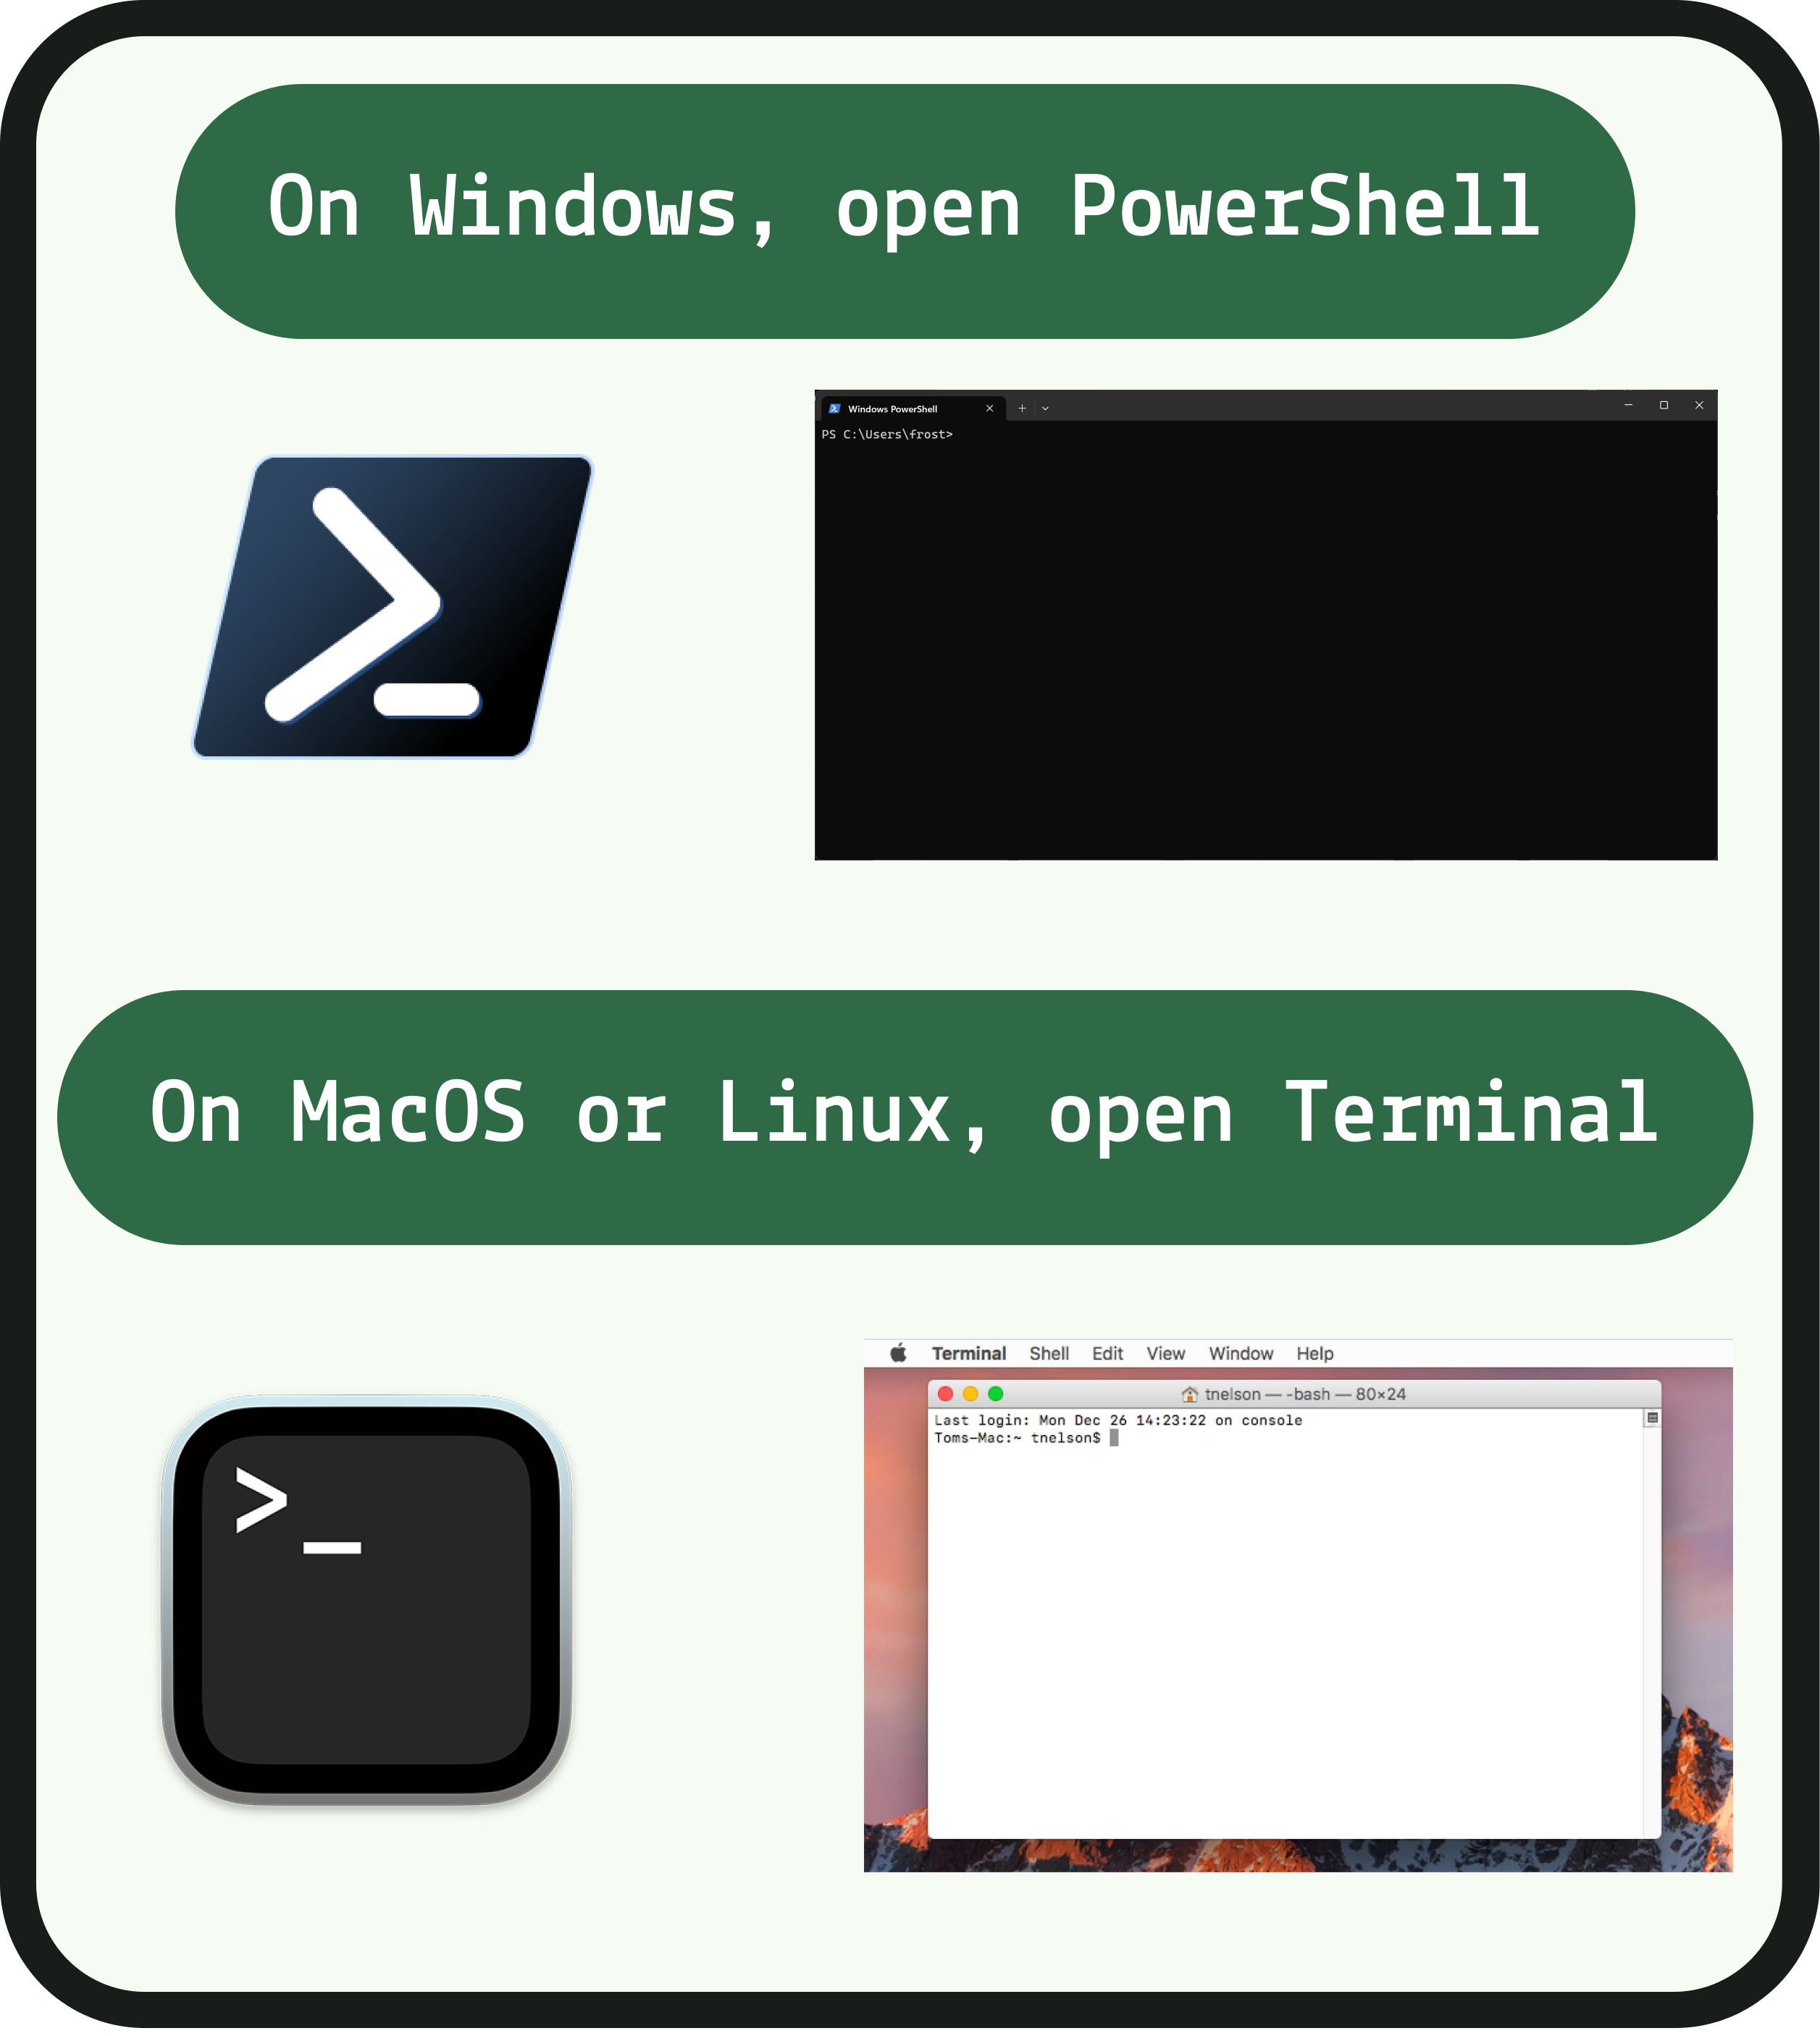 On Windows, open PowerShell
Windows PowerShell
PS C:\Users\frost>
On MacOS or Linux, open Terminal
Terminal Shell Edit View Window Help
tnelson — -bash — 80×24
Last login: Mon Dec 26 14:23:22 on console
Toms-Mac:~ tnelson$
>_